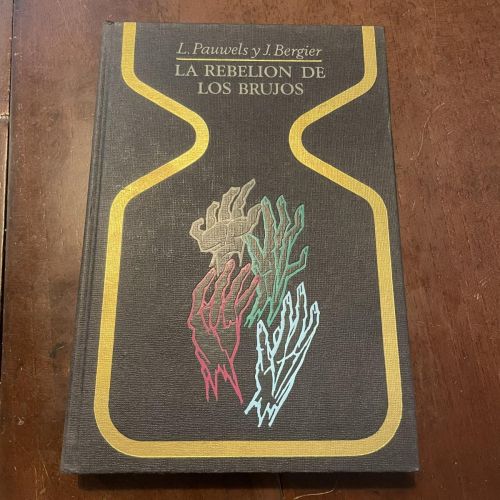 L. Pauwels y J. Bergier
LA REBELION DE
LOS BRUJOS